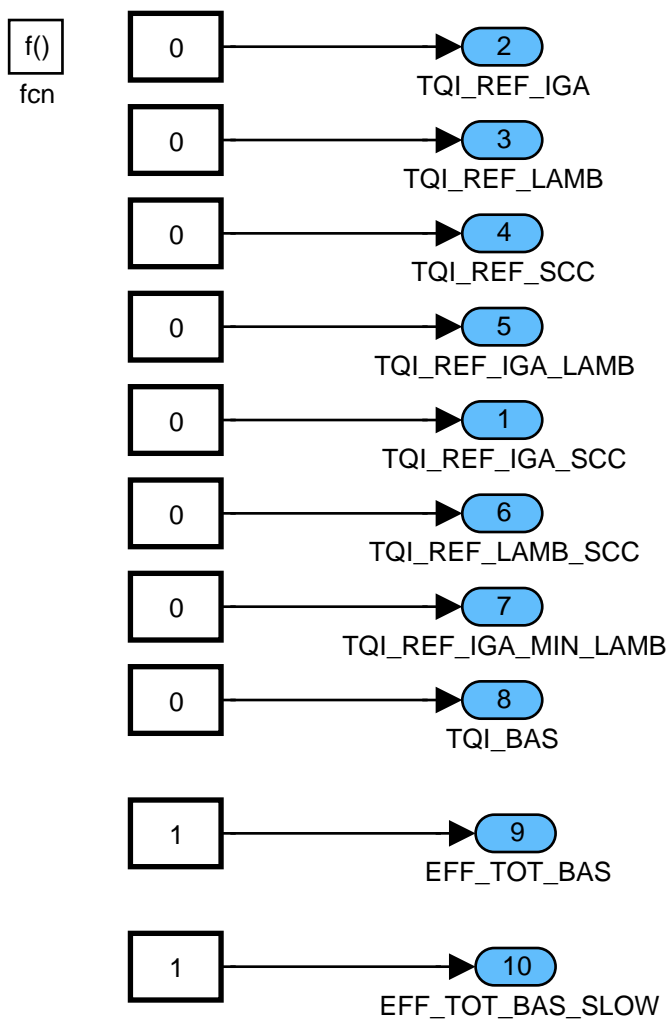 f()
fcn
0
2
TQI_REF_IGA
0
3
TQI_REF_LAMB
0
4
TQI_REF_SCC
0
5
TQI_REF_IGA_LAMB
0
1
TQI_REF_IGA_SCC
0
6
TQI_REF_LAMB_SCC
0
7
TQI_REF_IGA_MIN_LAMB
0
8
TQI_BAS
1
9
EFF_TOT_BAS
1
10
EFF_TOT_BAS_SLOW